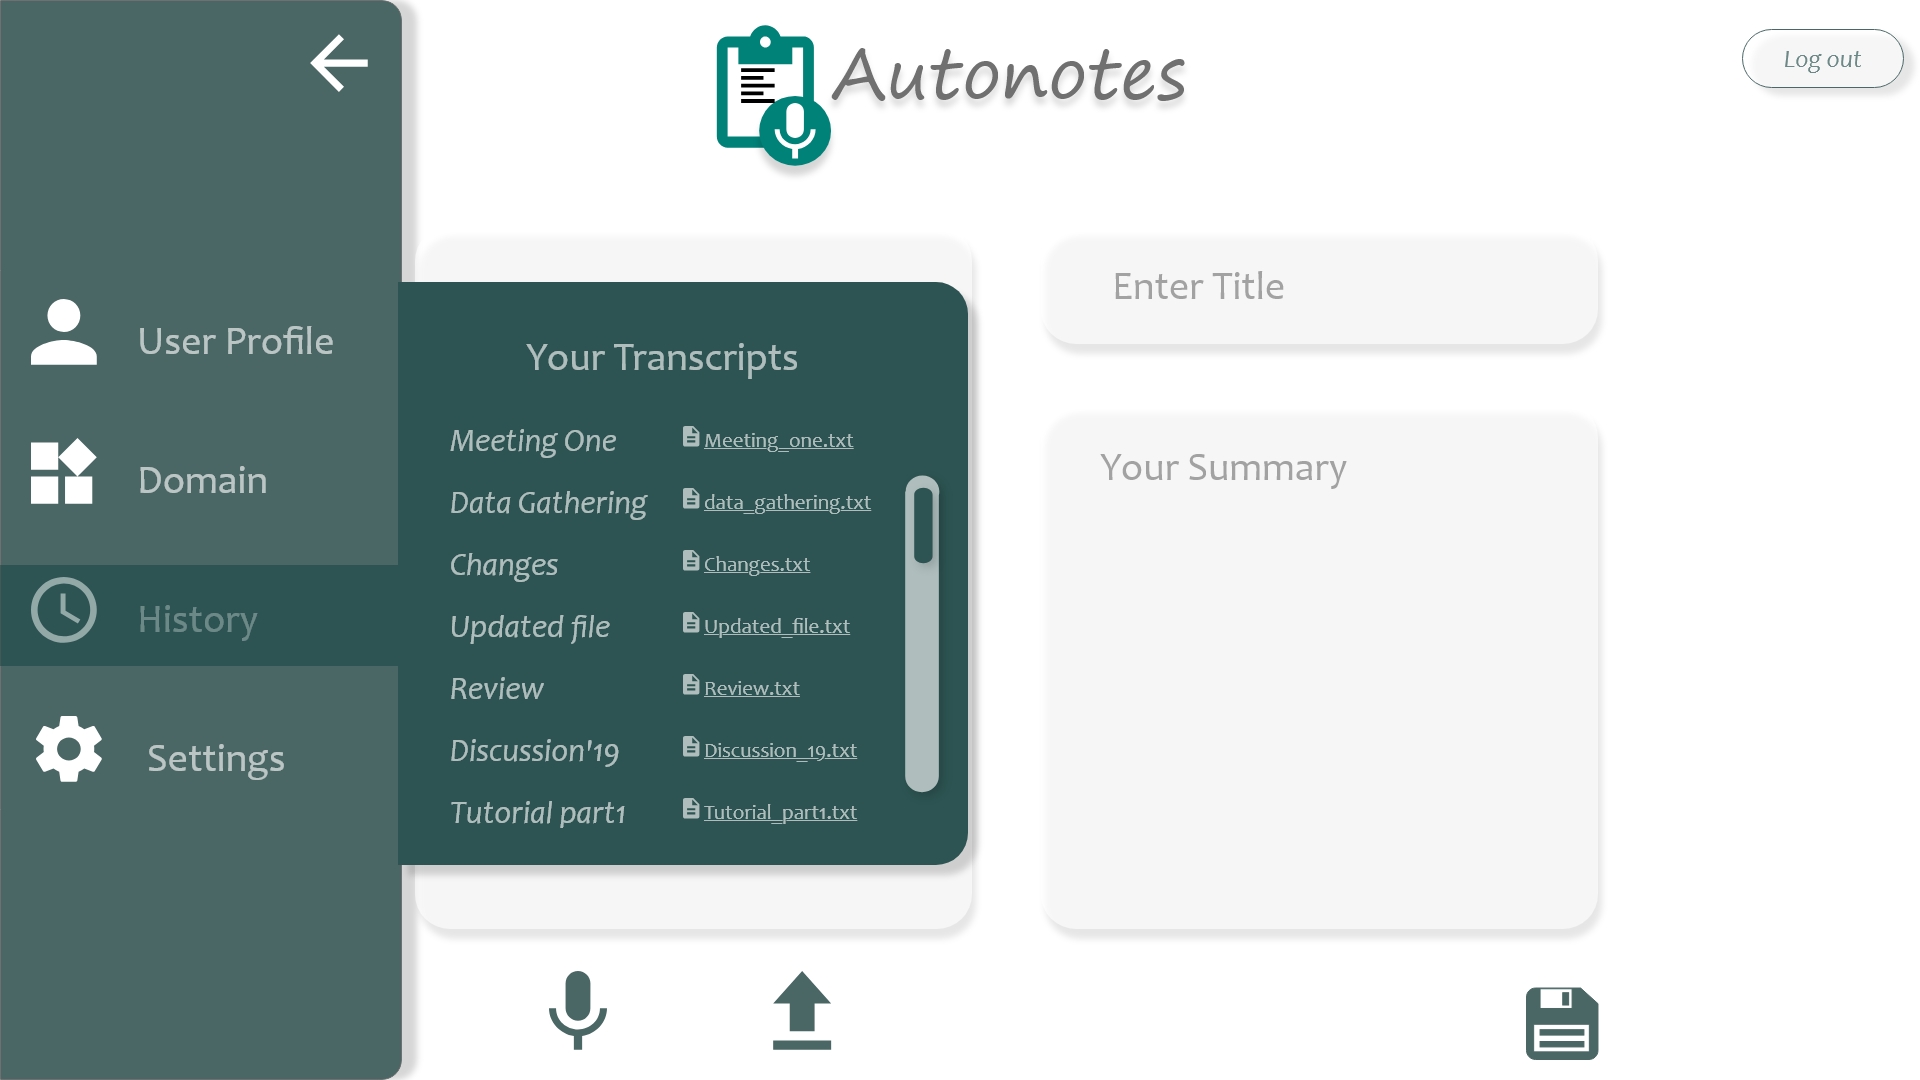 Autonotes
Log out
User Profile
Domain
History
Settings
Your Transcripts
Meeting One Meeting_one.txt
Data Gathering data_gathering.txt
Changes Changes.txt
Updated file Updated_file.txt
Review Review.txt
Discussion'19 Discussion_19.txt
Tutorial part1 Tutorial_part1.txt
Enter Title
Your Summary